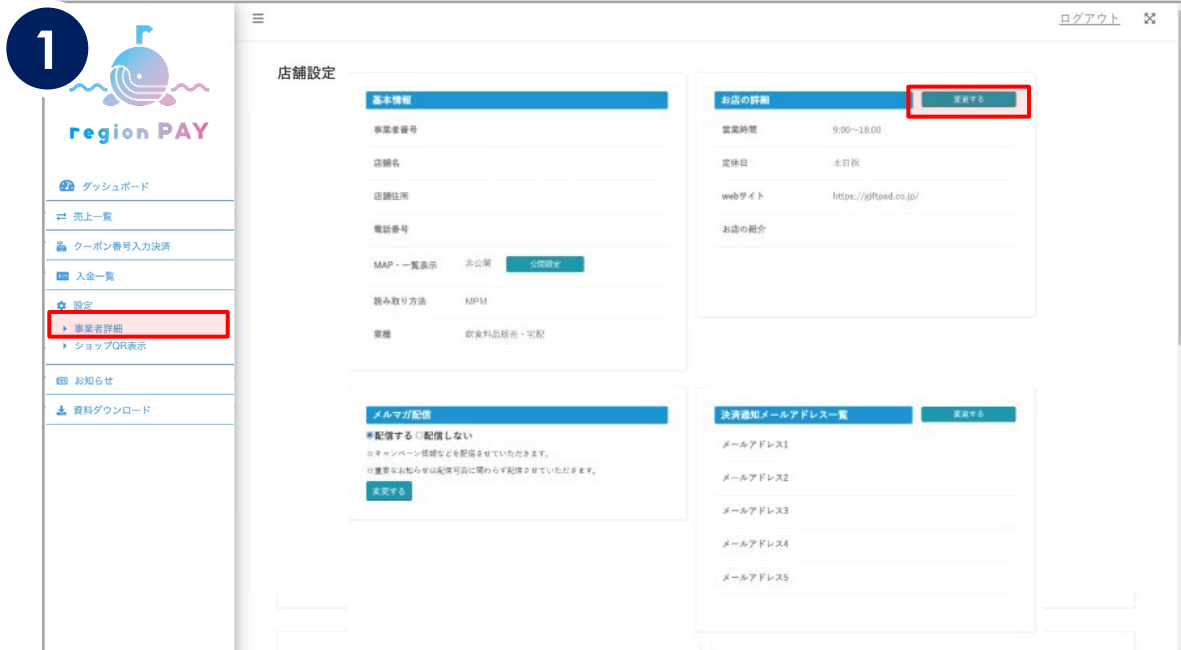 1
ログアウト
region PAY
ダッシュボード
売上一覧
クーポン番号入力決済
入金一覧
設定
事業者詳細
ショップQR表示
お知らせ
資料ダウンロード
店舗設定
基本情報
事業者番号
店舗名
店舗住所
電話番号
MAP・一覧表示 非公開 公開設定
読み取り方法 MPM
業種 飲食料品販売・宅配
お店の詳細 変更する
営業時間 9:00〜18:00
定休日 土日祝
webサイト https://giftpad.co.jp/
お店の紹介
メルマガ配信
配信する 配信しない
※キャンペーン情報などを配信させていただきます。
※重要なお知らせは配信可否に関わらず配信させていただきます。
変更する
決済通知メールアドレス一覧 変更する
メールアドレス1
メールアドレス2
メールアドレス3
メールアドレス4
メールアドレス5